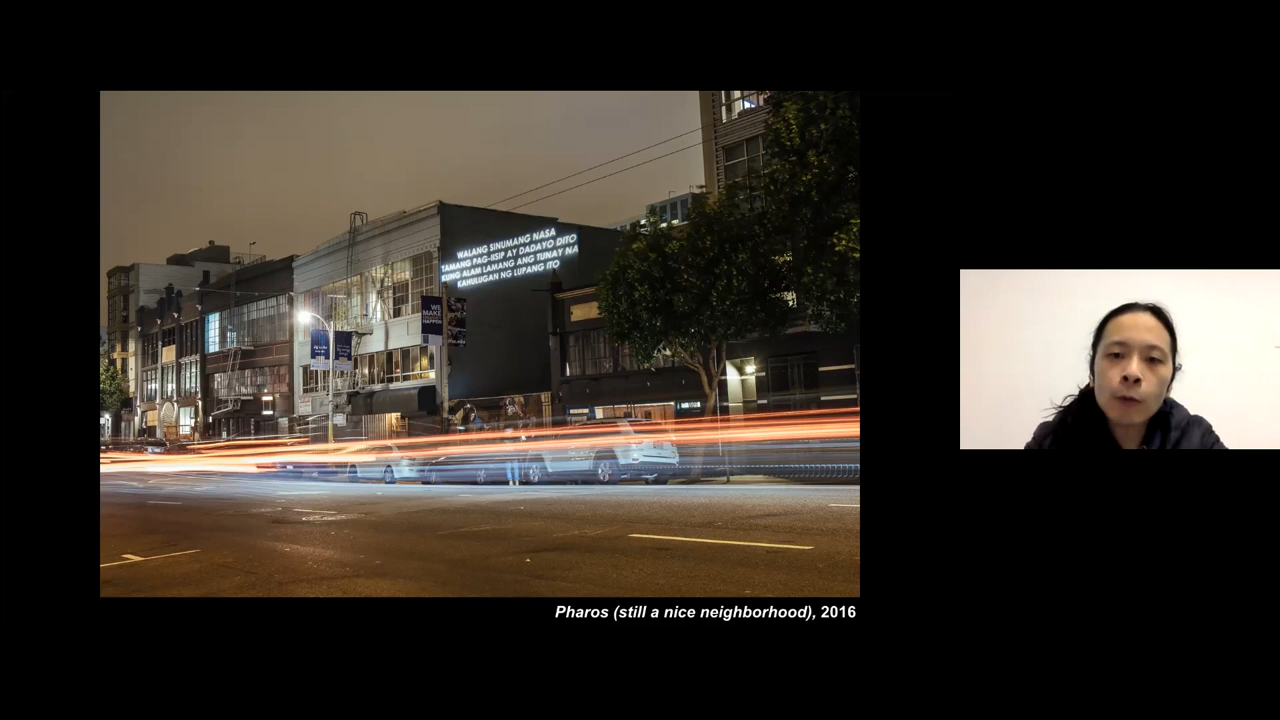 WALANG SINUMANG NASA
TAMANG PAG-IISIP AY DADAYO DITO
KUNG ALAM LAMANG ANG TUNAY NA
KAHULUGAN NG LUPANG ITO
WE
MAKE
HAPPEN
Pharos (still a nice neighborhood), 2016